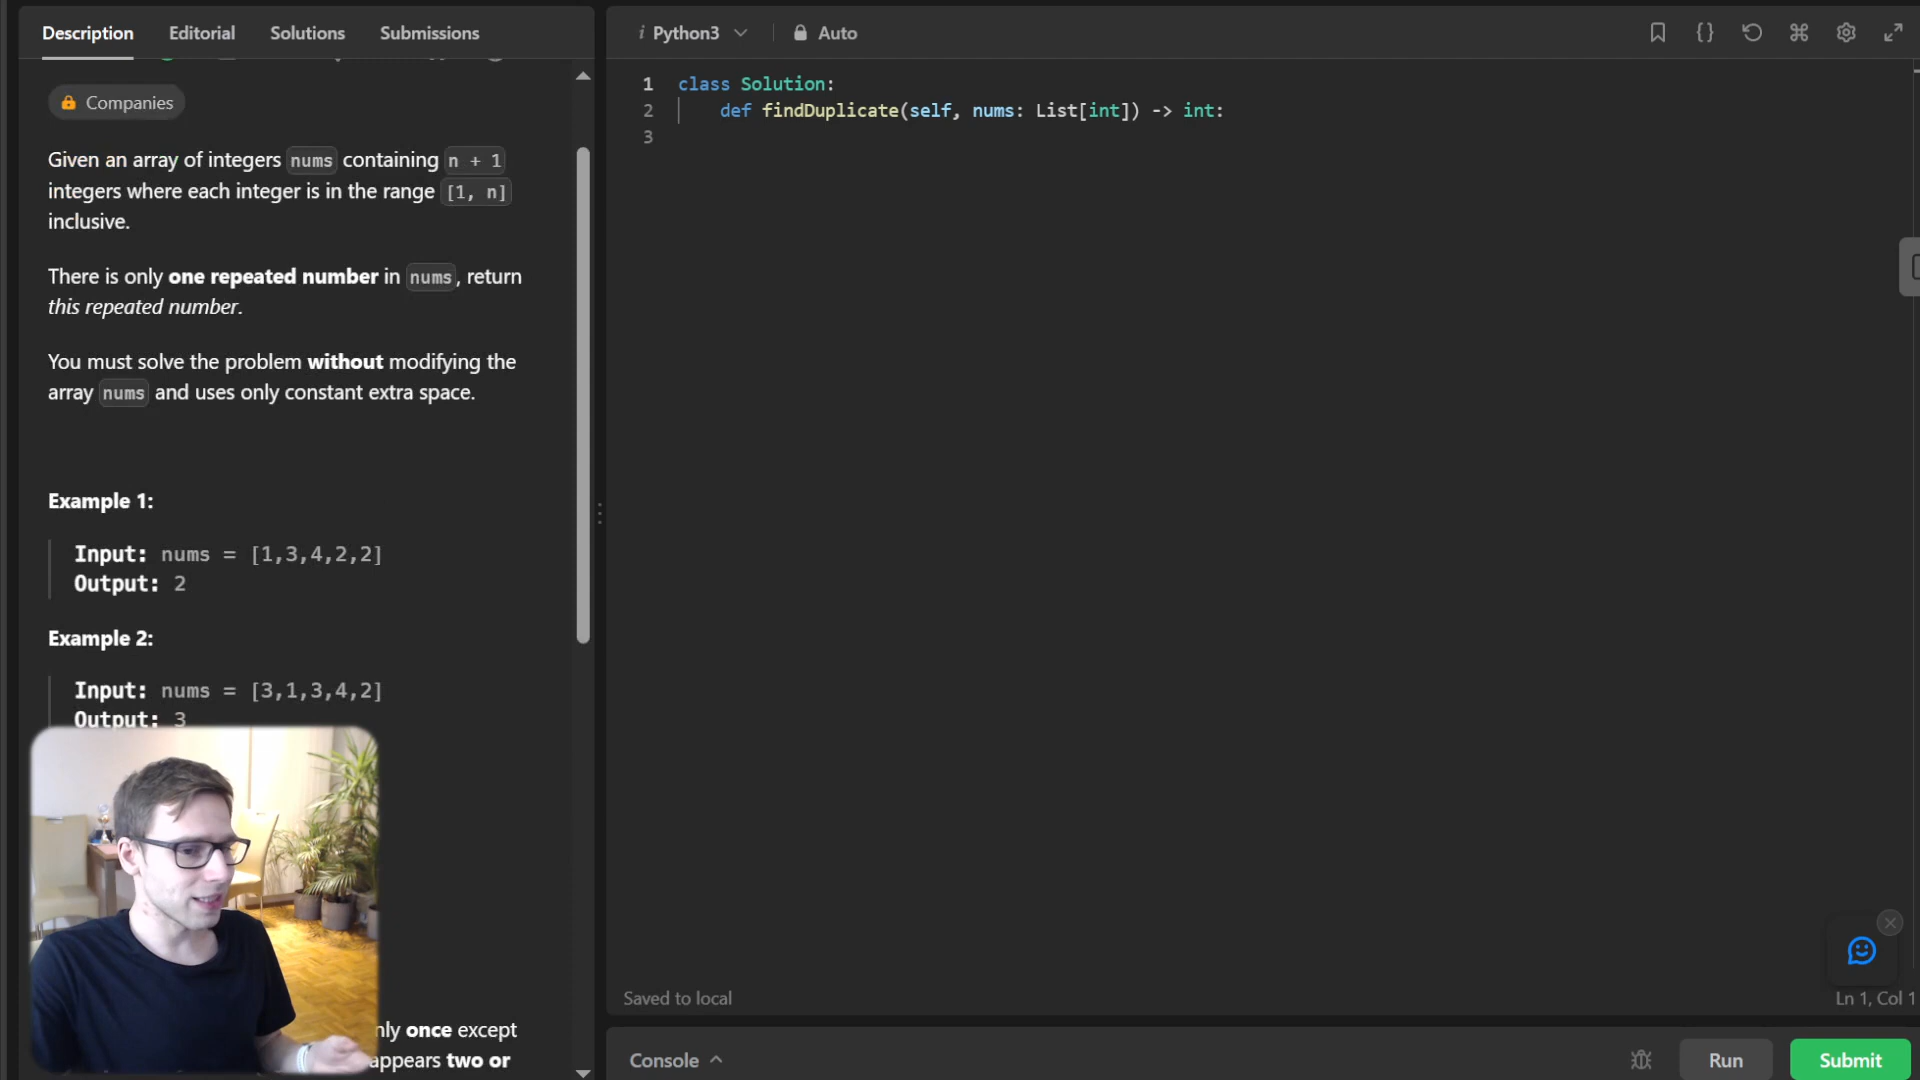 Description Editorial Solutions Submissions
Companies
Given an array of integers nums containing n + 1
integers where each integer is in the range [1, n]
inclusive.
There is only one repeated number in nums, return
this repeated number.
You must solve the problem without modifying the
array nums and uses only constant extra space.
Example 1:
Input: nums = [1,3,4,2,2]
Output: 2
Example 2:
Input: nums = [3,1,3,4,2]
Output: 3
once except
appears two or
i Python3 Auto
1 class Solution:
2 def findDuplicate(self, nums: List[int]) -> int:
3
Saved to local
Ln 1, Col 1
Console
Run Submit